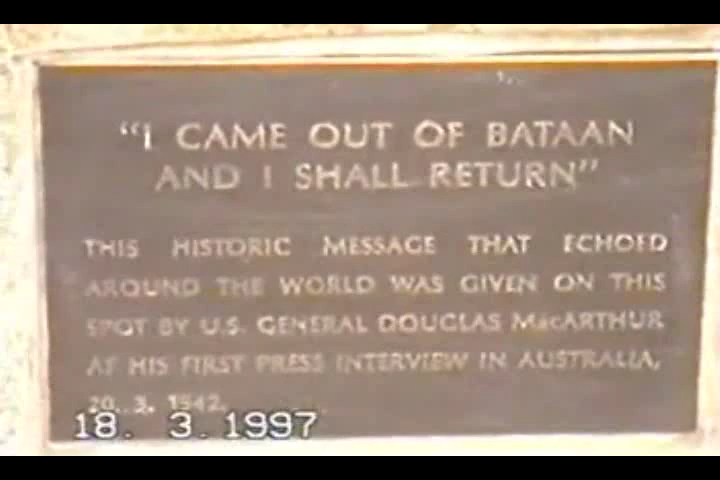 "I CAME OUT OF BATAAN
AND I SHALL RETURN"
THIS HISTORIC MESSAGE THAT ECHOED
AROUND THE WORLD WAS GIVEN ON THIS
SPOT BY U.S. GENERAL DOUGLAS MacARTHUR
AT HIS FIRST PRESS INTERVIEW IN AUSTRALIA,
20. 3. 1942.
18. 3. 1997